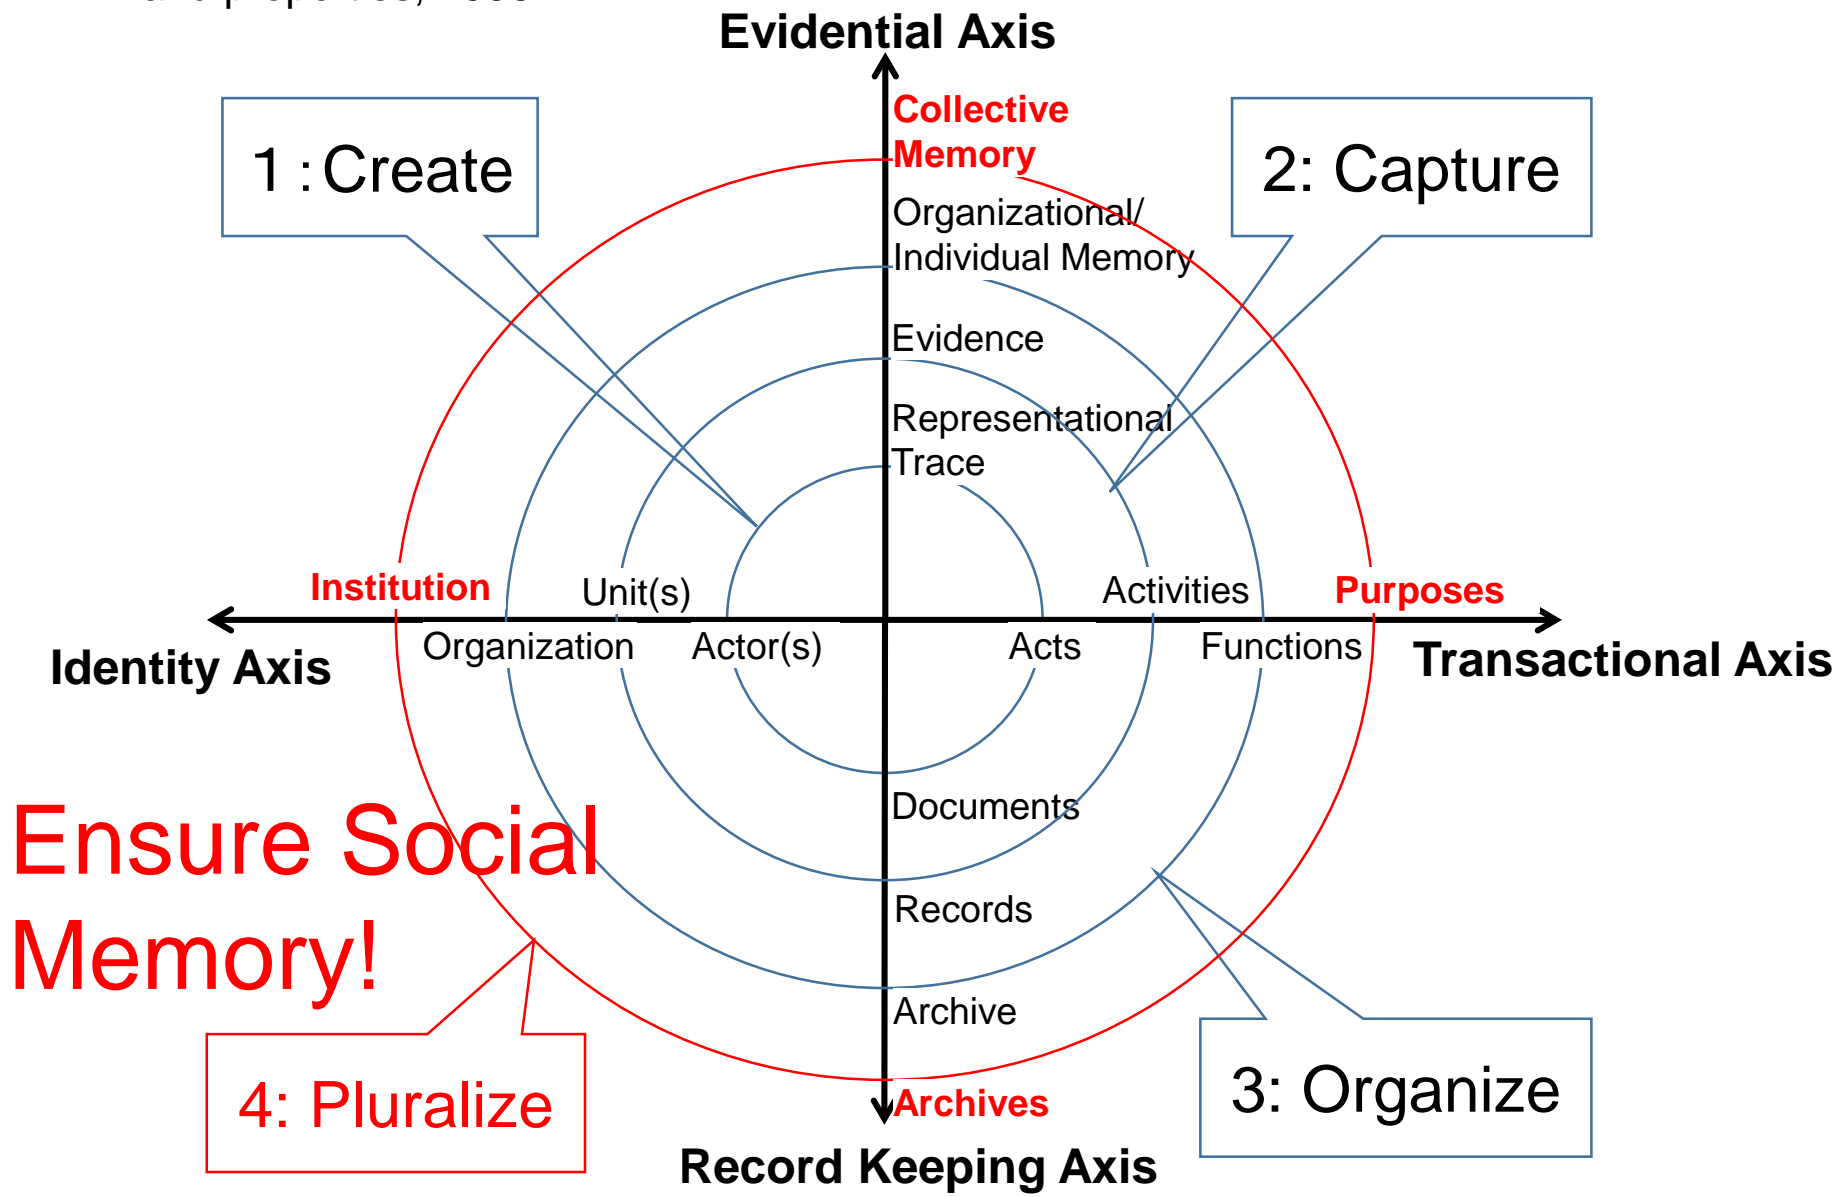 Evidential Axis
Collective
Memory
1:Create
2: Capture
Organizational/
Individual Memory
Evidence
Representational
Trace
Institution
Unit(s)
Activities
Purposes
Organization
Actor(s)
Acts
Functions
Identity Axis
Transactional Axis
Documents
Ensure Social
Memory!
Records
Archive
4: Pluralize
3: Organize
Archives
Record Keeping Axis